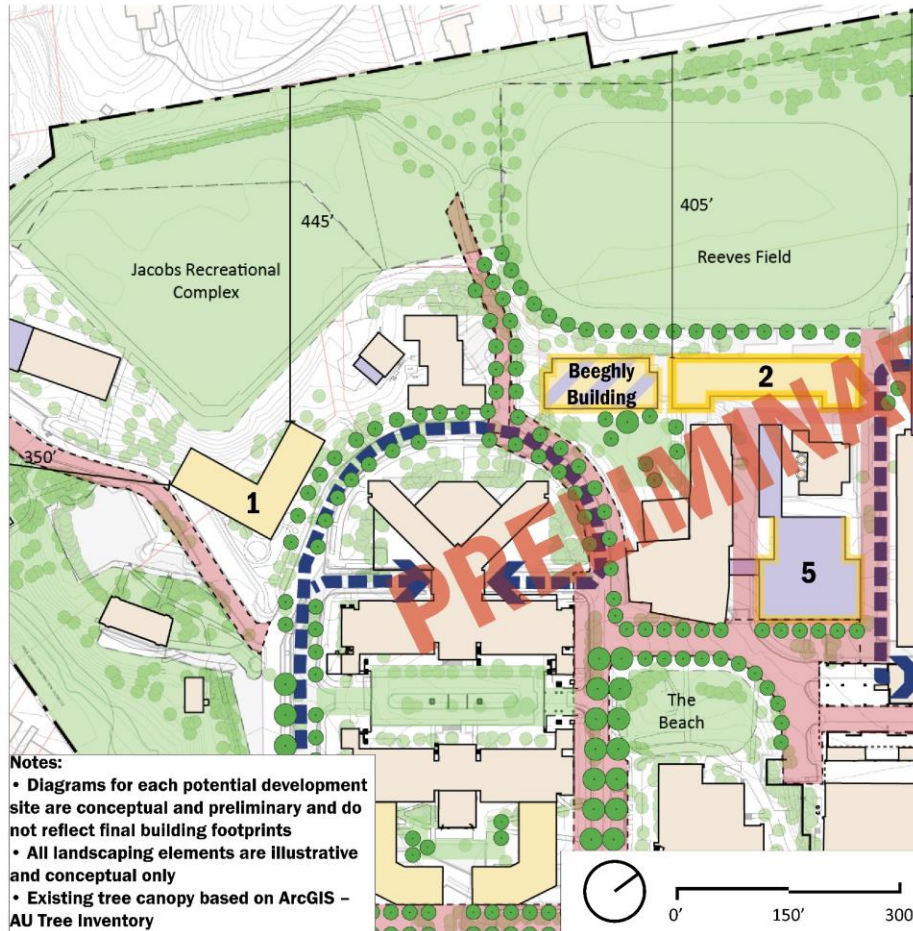 445'
405'
Jacobs Recreational
Complex
Reeves Field
Beeghly
Building
2
350'
1
5
PRELIMINAR
The
Beach
Notes:
• Diagrams for each potential development
site are conceptual and preliminary and do
not reflect final building footprints
• All landscaping elements are illustrative
and conceptual only
• Existing tree canopy based on ArcGIS –
AU Tree Inventory
0' 150' 300